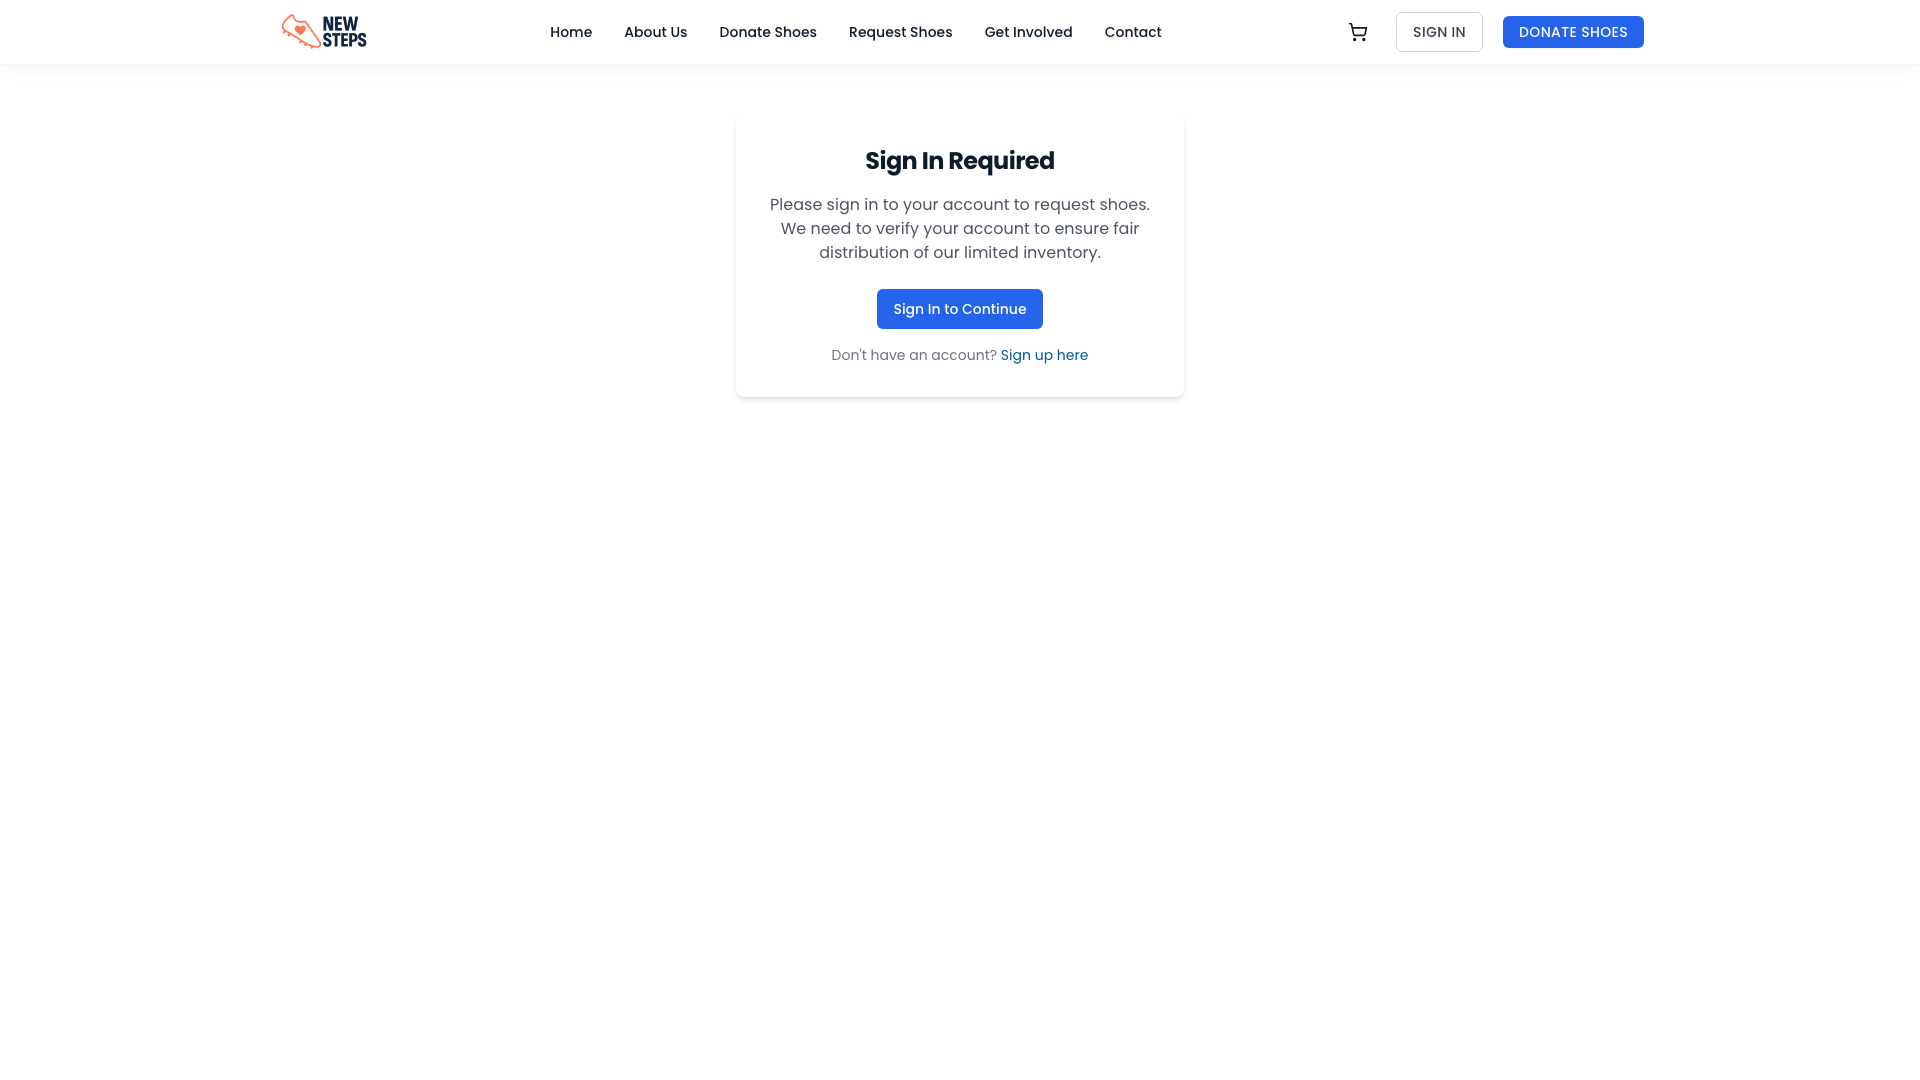 NEW
STEPS
Home
About Us
Donate Shoes
Request Shoes
Get Involved
Contact
SIGN IN
DONATE SHOES
Sign In Required
Please sign in to your account to request shoes.
We need to verify your account to ensure fair
distribution of our limited inventory.
Sign In to Continue
Don't have an account? Sign up here